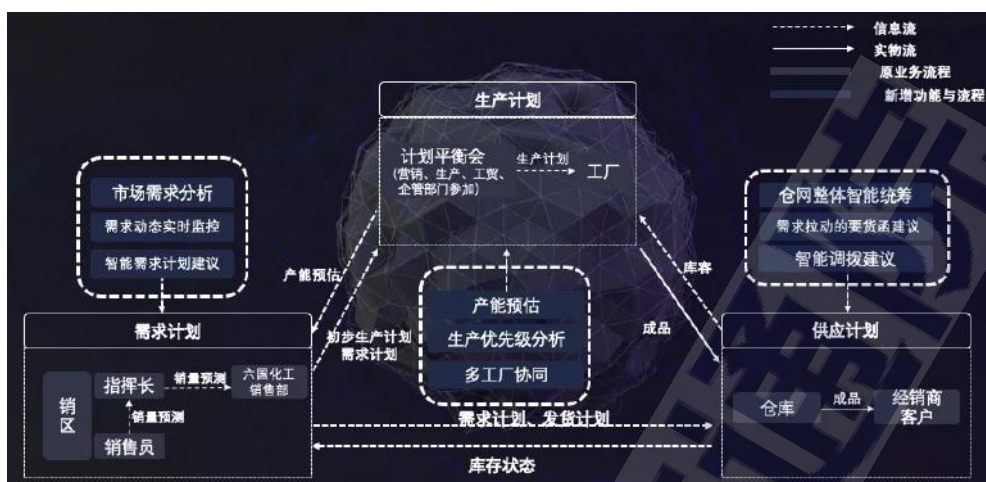 信息流
实物流
原业务流程
新增功能与流程
生产计划
计划平衡会
(营销、生产、工贸、
企管部门参加)
生产计划
工厂
市场需求分析
需求动态实时监控
智能需求计划建议
仓网整体智能统筹
需求拉动的要货函建议
智能调拨建议
产能预估
初步生产计划
需求计划
产能预估
生产优先级分析
多工厂协同
库容
成品
需求计划
销
区
指挥长
销量预测
六国化工
销售部
销量预测
销售员
供应计划
仓库
成品
经销商
客户
需求计划、发货计划
库存状态